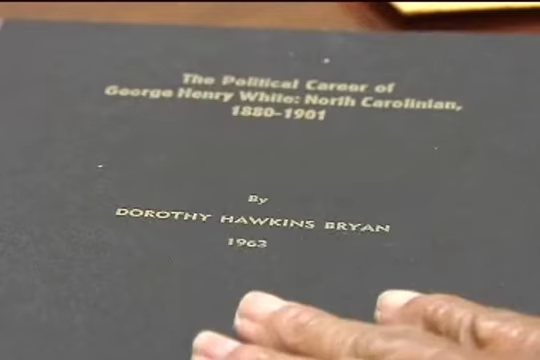 The Political Career of
George Henry White: North Carolinian,
1880-1901
By
DOROTHY HAWKINS BRYAN
1963